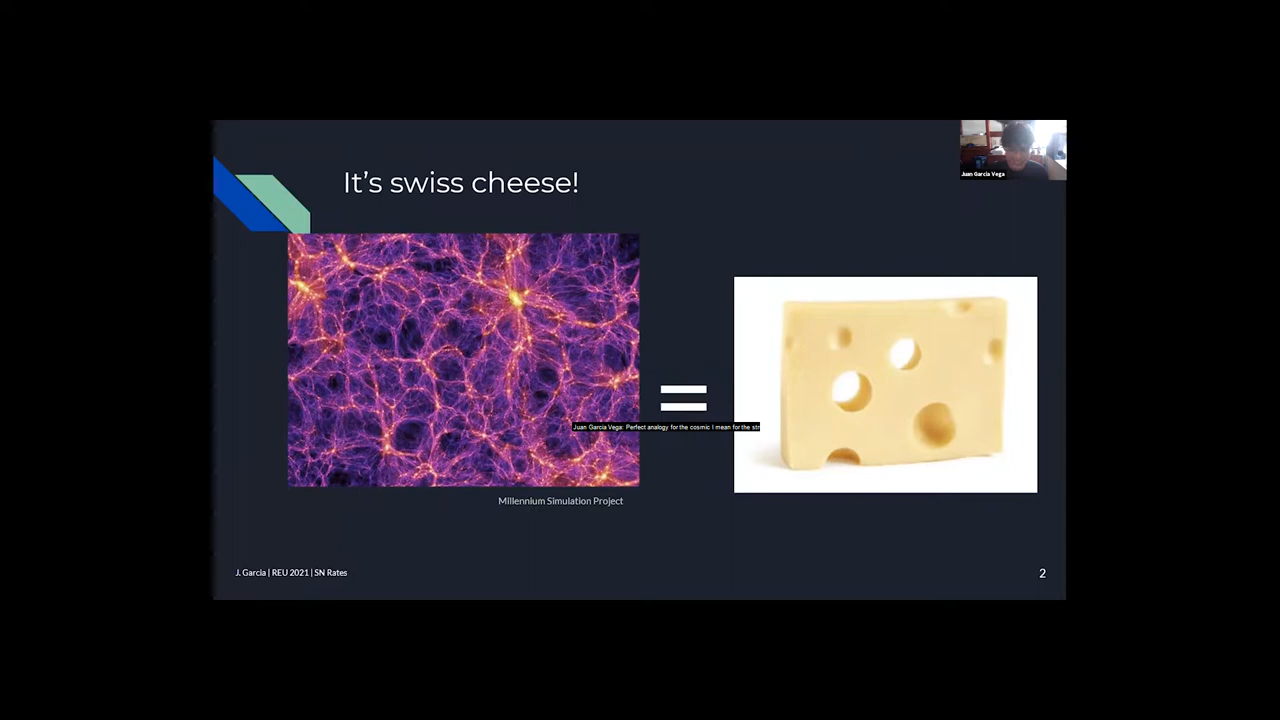 It's swiss cheese!
Juan Garcia Vega
=
Juan Garcia Vega: Perfect analogy for the cosmic I mean for the str
Millennium Simulation Project
J. Garcia | REU 2021 | SN Rates
2